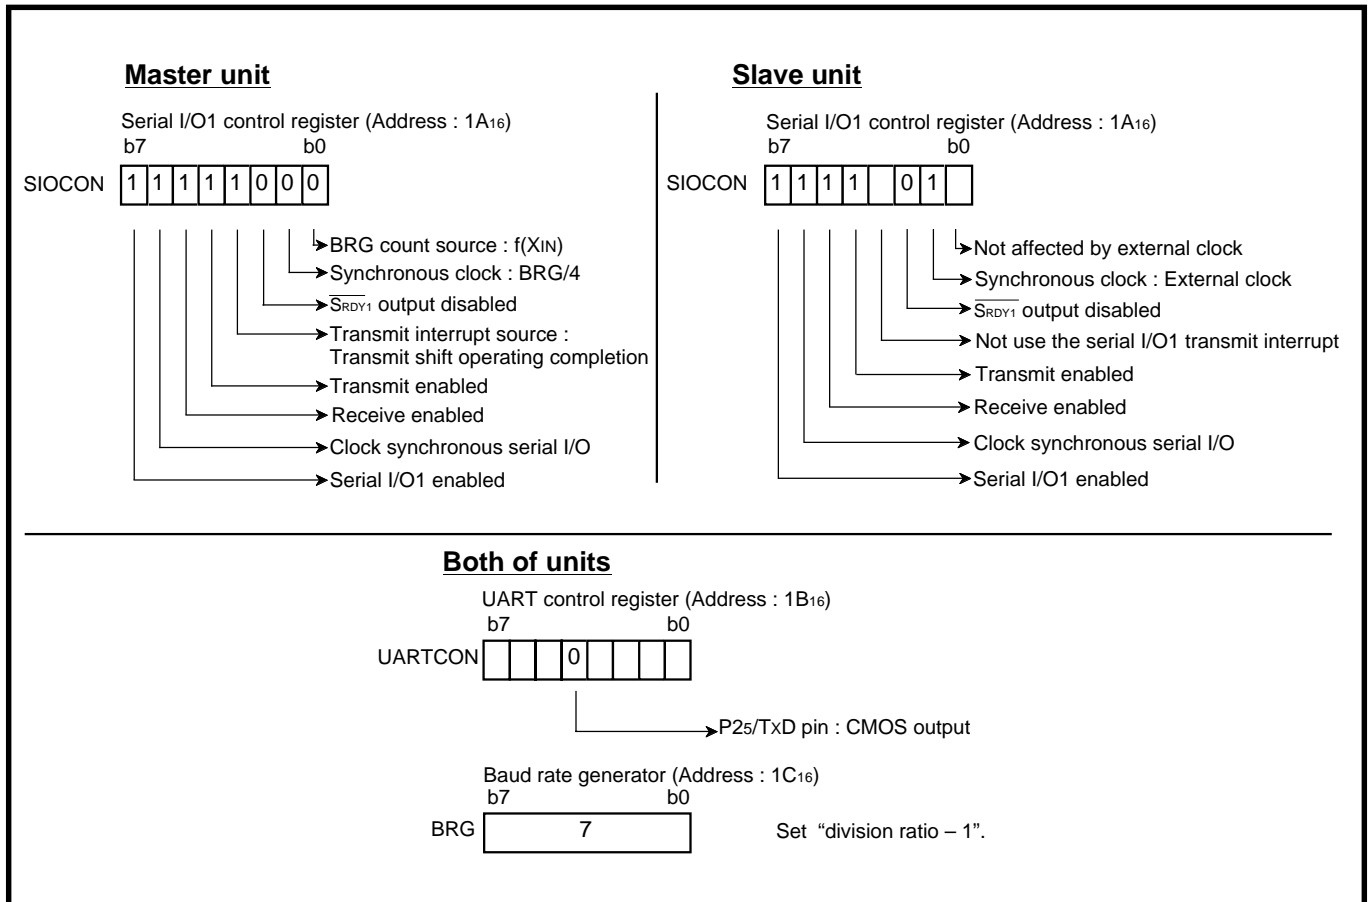 Master unit
Serial I/O1 control register (Address : 1A16)
b7 b0
SIOCON 1 1 1 1 1 0 0 0
BRG count source : f(XIN)
Synchronous clock : BRG/4
SRDY1 output disabled
Transmit interrupt source :
Transmit shift operating completion
Transmit enabled
Receive enabled
Clock synchronous serial I/O
Serial I/O1 enabled
Slave unit
Serial I/O1 control register (Address : 1A16)
b7 b0
SIOCON 1 1 1 1 0 1
Not affected by external clock
Synchronous clock : External clock
SRDY1 output disabled
Not use the serial I/O1 transmit interrupt
Transmit enabled
Receive enabled
Clock synchronous serial I/O
Serial I/O1 enabled
Both of units
UART control register (Address : 1B16)
b7 b0
UARTCON 0
P25/TXD pin : CMOS output
Baud rate generator (Address : 1C16)
b7 b0
BRG 7 Set “division ratio – 1”.